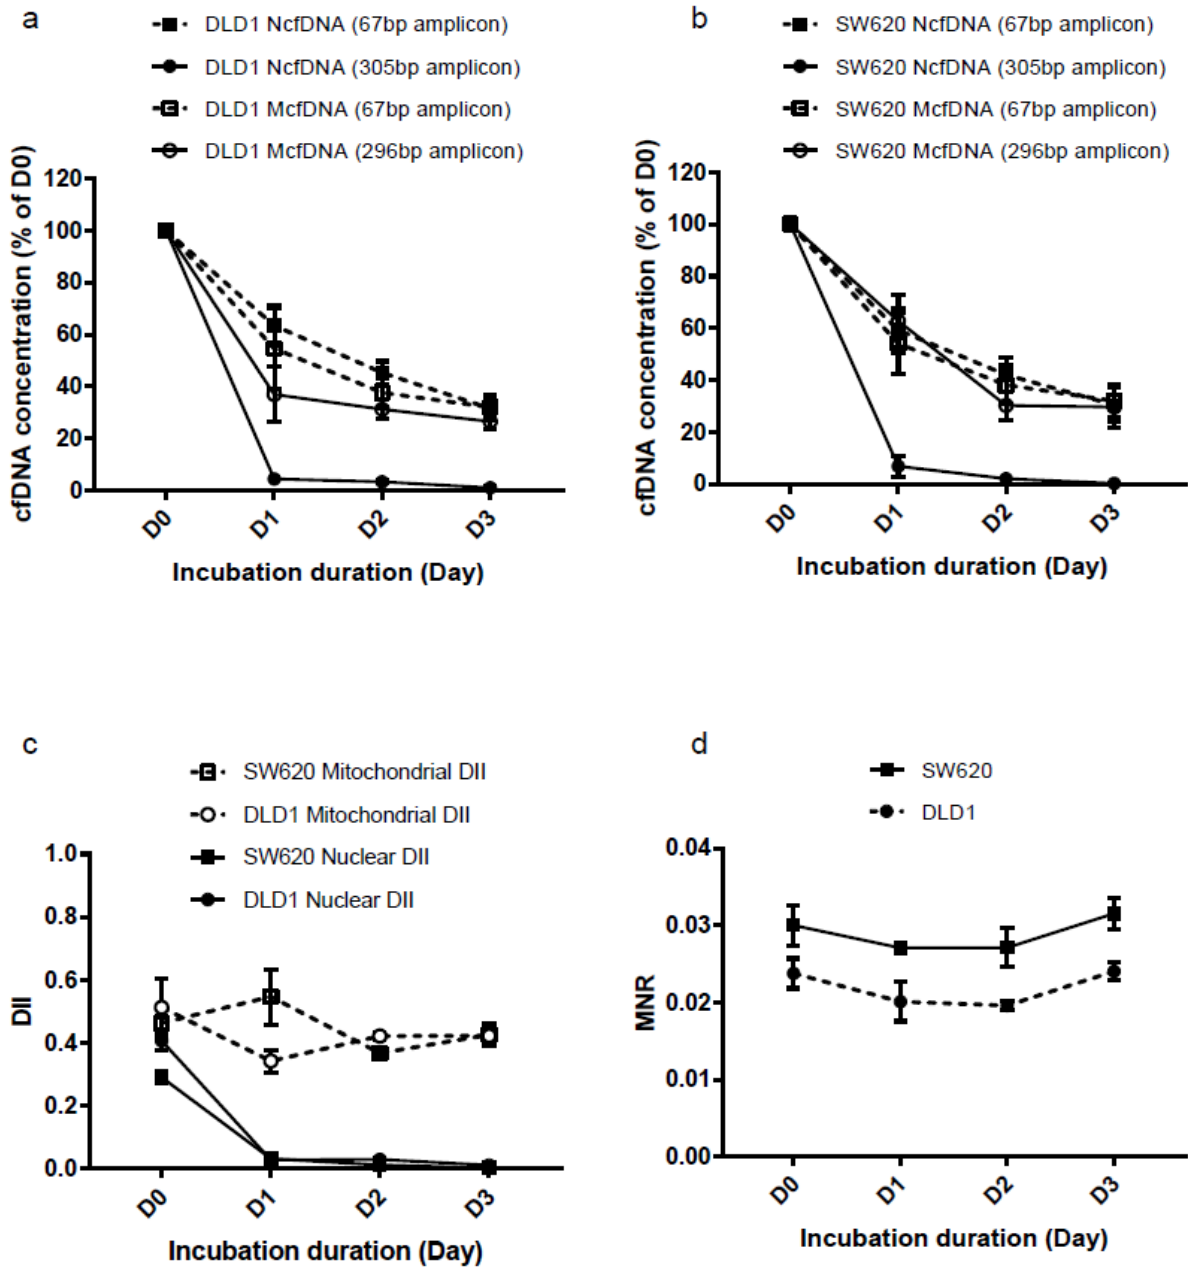 a
DLD1 NcfDNA (67bp amplicon)
DLD1 NcfDNA (305bp amplicon)
DLD1 McfDNA (67bp amplicon)
DLD1 McfDNA (296bp amplicon)
cfDNA concentration (% of D0)
120
100
80
60
40
20
0
D0
D1
D2
D3
Incubation duration (Day)
b
SW620 NcfDNA (67bp amplicon)
SW620 NcfDNA (305bp amplicon)
SW620 McfDNA (67bp amplicon)
SW620 McfDNA (296bp amplicon)
cfDNA concentration (% of D0)
120
100
80
60
40
20
0
D0
D1
D2
D3
Incubation duration (Day)
c
SW620 Mitochondrial DII
DLD1 Mitochondrial DII
SW620 Nuclear DII
DLD1 Nuclear DII
DII
1.0
0.8
0.6
0.4
0.2
0.0
D0
D1
D2
D3
Incubation duration (Day)
d
SW620
DLD1
MNR
0.04
0.03
0.02
0.01
0.00
D0
D1
D2
D3
Incubation duration (Day)